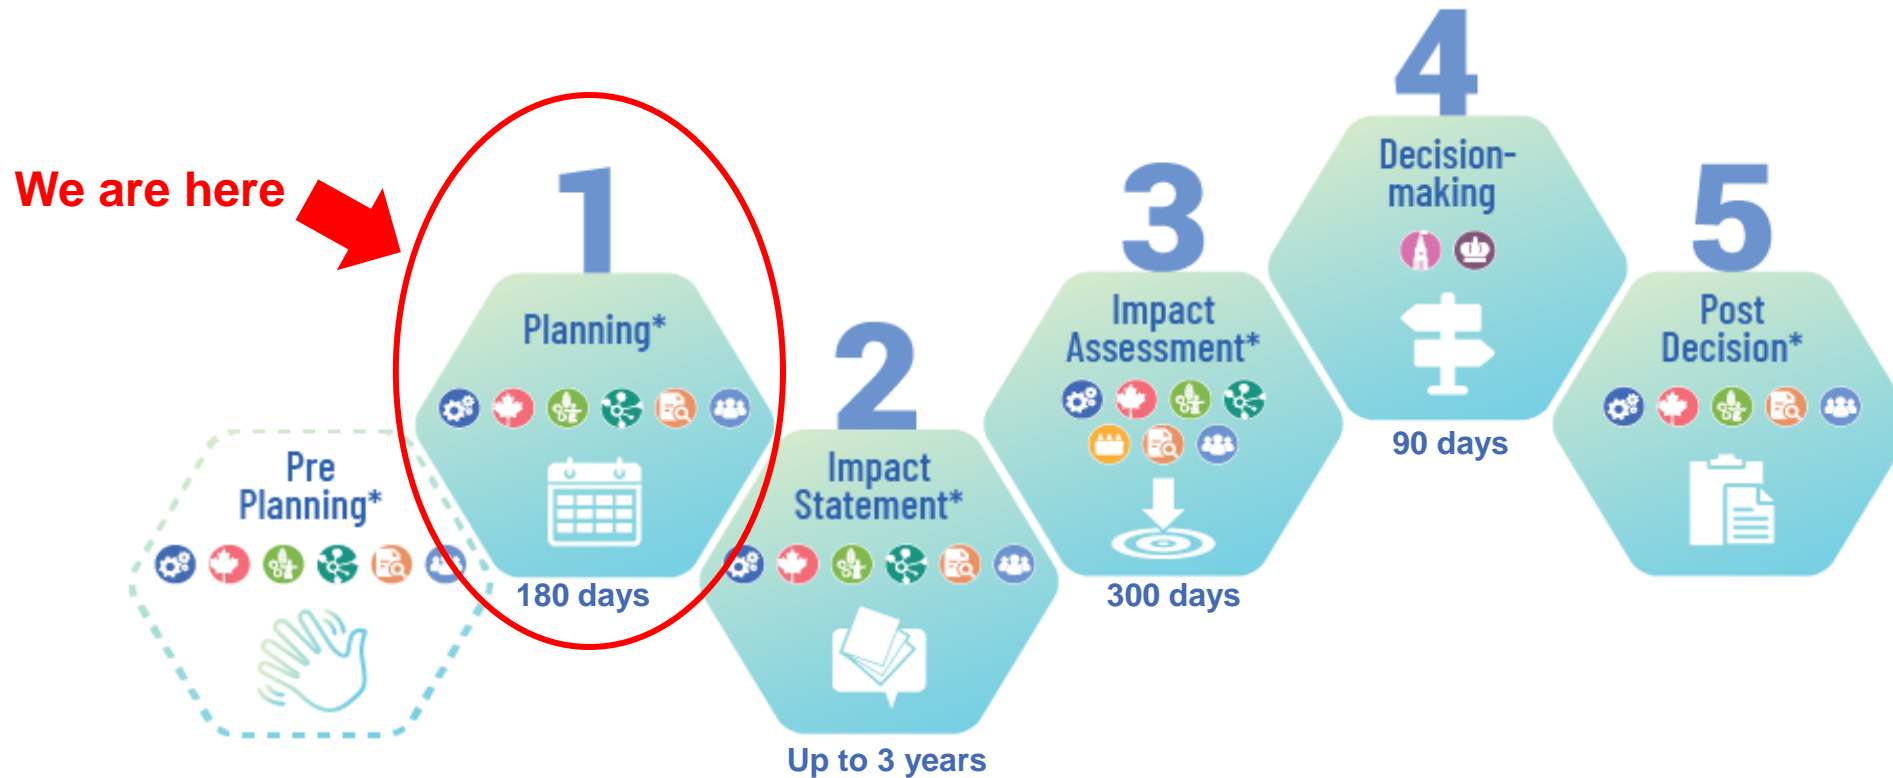 We are here
Pre
Planning*
1
Planning*
180 days
2
Impact
Statement*
Up to 3 years
3
Impact
Assessment*
300 days
4
Decision-
making
90 days
5
Post
Decision*